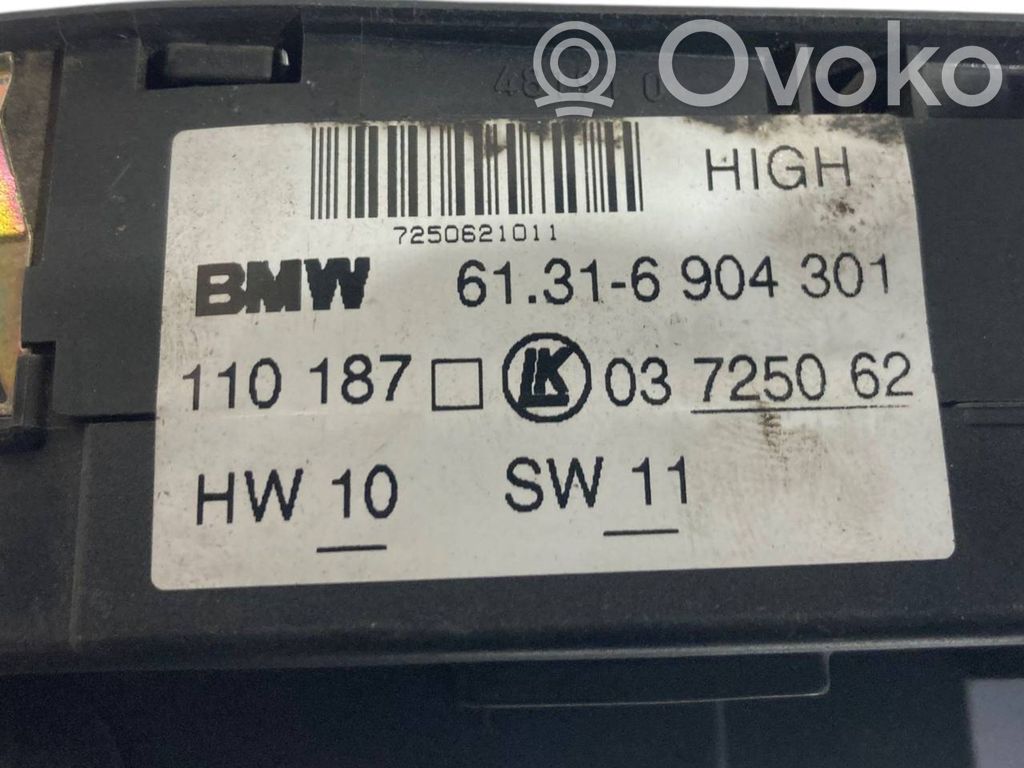 Ovoko
HIGH
7250621011
BMW 61.31-6 904 301
110 187 LK 03 7250 62
HW 10 SW 11